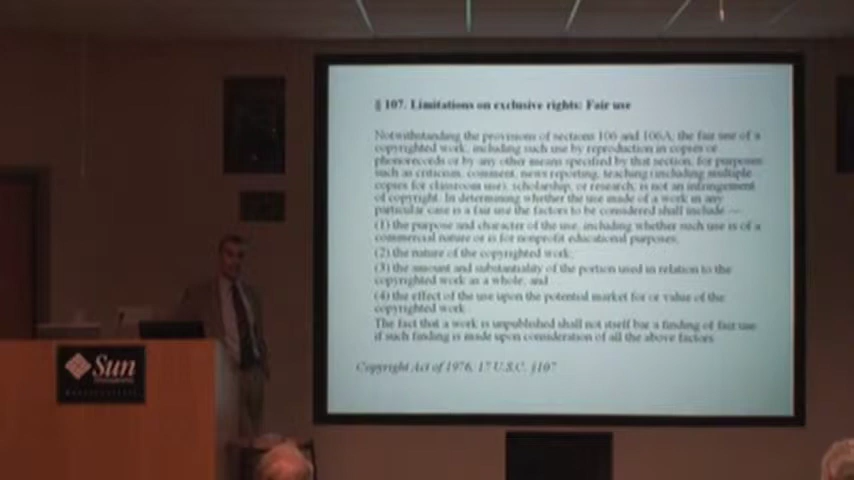 § 107. Limitations on exclusive rights: Fair use
Notwithstanding the provisions of sections 106 and 106A, the fair use of a
copyrighted work, including such use by reproduction in copies or
phonorecords or by any other means specified by that section, for purposes
such as criticism, comment, news reporting, teaching (including multiple
copies for classroom use), scholarship, or research, is not an infringement
of copyright. In determining whether the use made of a work in any
particular case is a fair use the factors to be considered shall include —
(1) the purpose and character of the use, including whether such use is of a
commercial nature or is for nonprofit educational purposes;
(2) the nature of the copyrighted work;
(3) the amount and substantiality of the portion used in relation to the
copyrighted work as a whole; and
(4) the effect of the use upon the potential market for or value of the
copyrighted work.
The fact that a work is unpublished shall not itself bar a finding of fair use
if such finding is made upon consideration of all the above factors.
Copyright Act of 1976, 17 U.S.C. §107
Sun